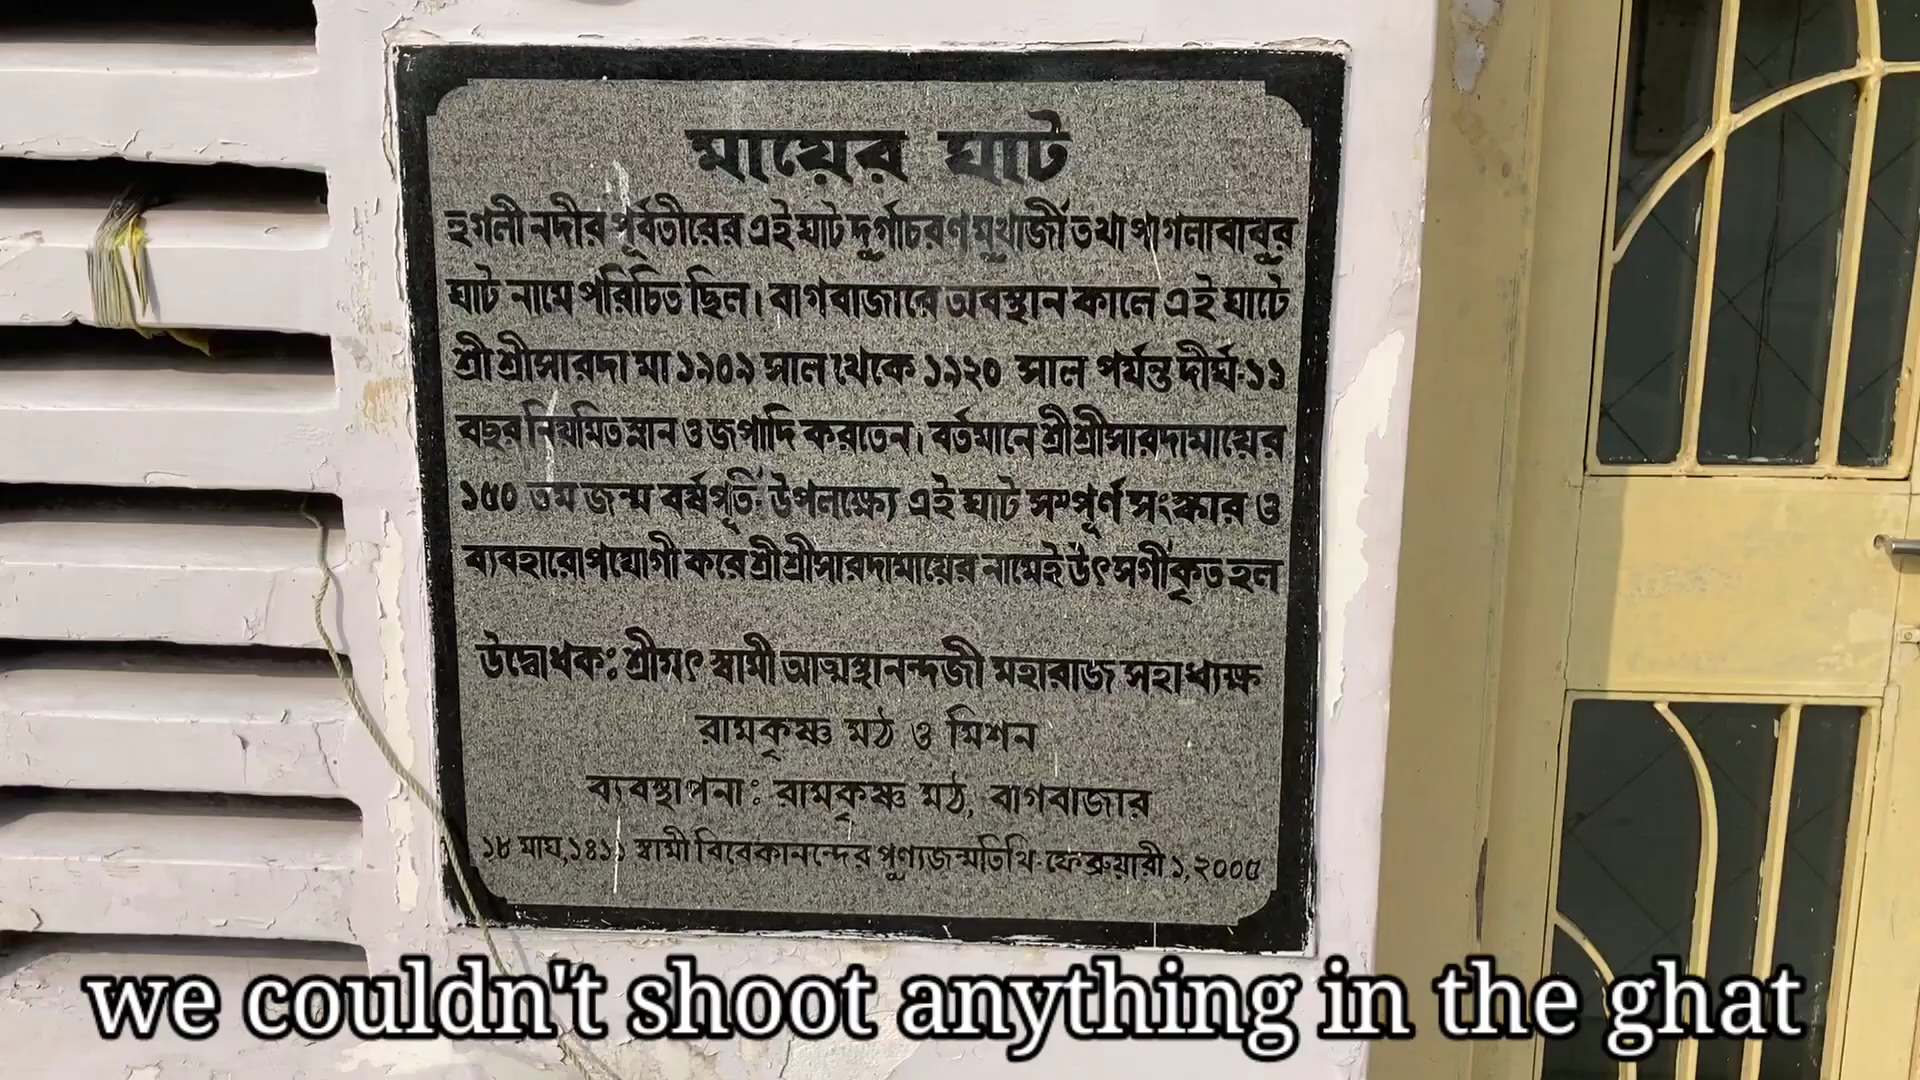 মায়ের ঘাট
হুগলী নদীর পূর্বতীরের এই ঘাট দুর্গাচরণ মুখার্জী তথা পাগলাবাবুর
ঘাট নামে পরিচিত ছিল। বাগবাজারে অবস্থান কালে এই ঘাটে
শ্রী শ্রীসারদা মা ১৯০৯ সাল থেকে ১৯২০ সাল পর্যন্ত দীর্ঘ ১১
বছর নিয়মিত স্নান ও জপাদি করতেন। বর্তমানে শ্রীশ্রীসারদামায়ের
১৫০ তম জন্ম বর্ষপূর্তি উপলক্ষ্যে এই ঘাট সম্পূর্ণ সংস্কার ও
ব্যবহারোপযোগী করে শ্রীশ্রীসারদামায়ের নামেই উৎসর্গীকৃত হল
উদ্বোধক: শ্রীমৎ স্বামী আত্মস্থানন্দজী মহারাজ সহাধ্যক্ষ
রামকৃষ্ণ মঠ ও মিশন
ব্যবস্থাপনা: রামকৃষ্ণ মঠ, বাগবাজার
১৮ মাঘ, ১৪১১ স্বামী বিবেকানন্দের পুণ্যজন্মতিথি ফেব্রুয়ারী ১, ২০০৫
we couldn't shoot anything in the ghat